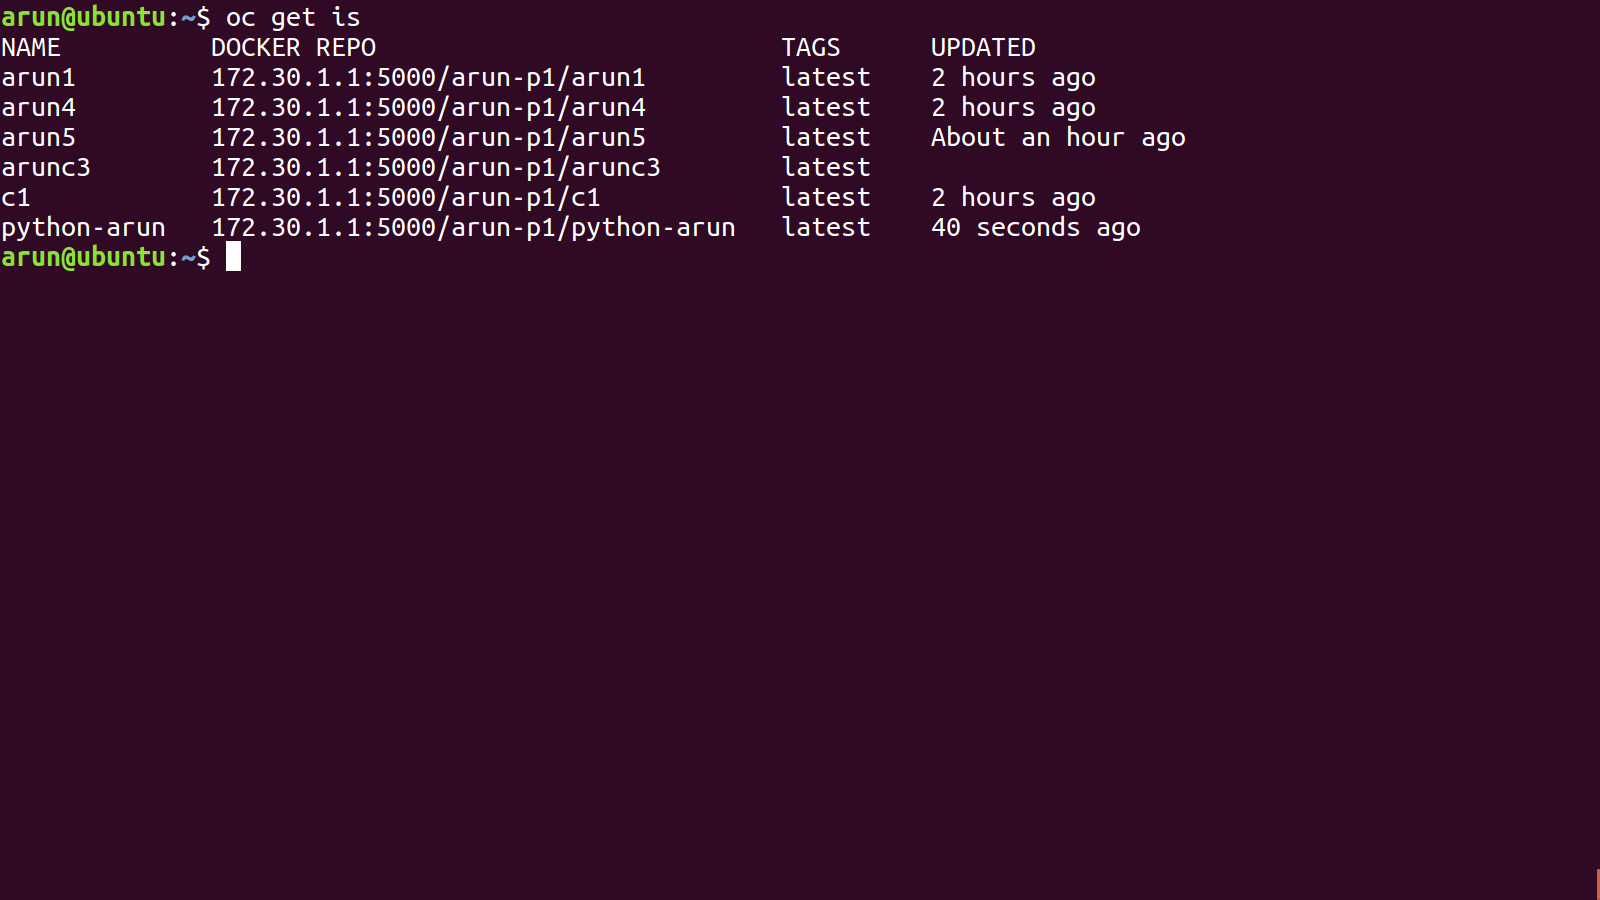 arun@ubuntu:~$ oc get is
NAME          DOCKER REPO                           TAGS      UPDATED
arun1         172.30.1.1:5000/arun-p1/arun1         latest    2 hours ago
arun4         172.30.1.1:5000/arun-p1/arun4         latest    2 hours ago
arun5         172.30.1.1:5000/arun-p1/arun5         latest    About an hour ago
arunc3        172.30.1.1:5000/arun-p1/arunc3        latest
c1            172.30.1.1:5000/arun-p1/c1            latest    2 hours ago
python-arun   172.30.1.1:5000/arun-p1/python-arun   latest    40 seconds ago
arun@ubuntu:~$